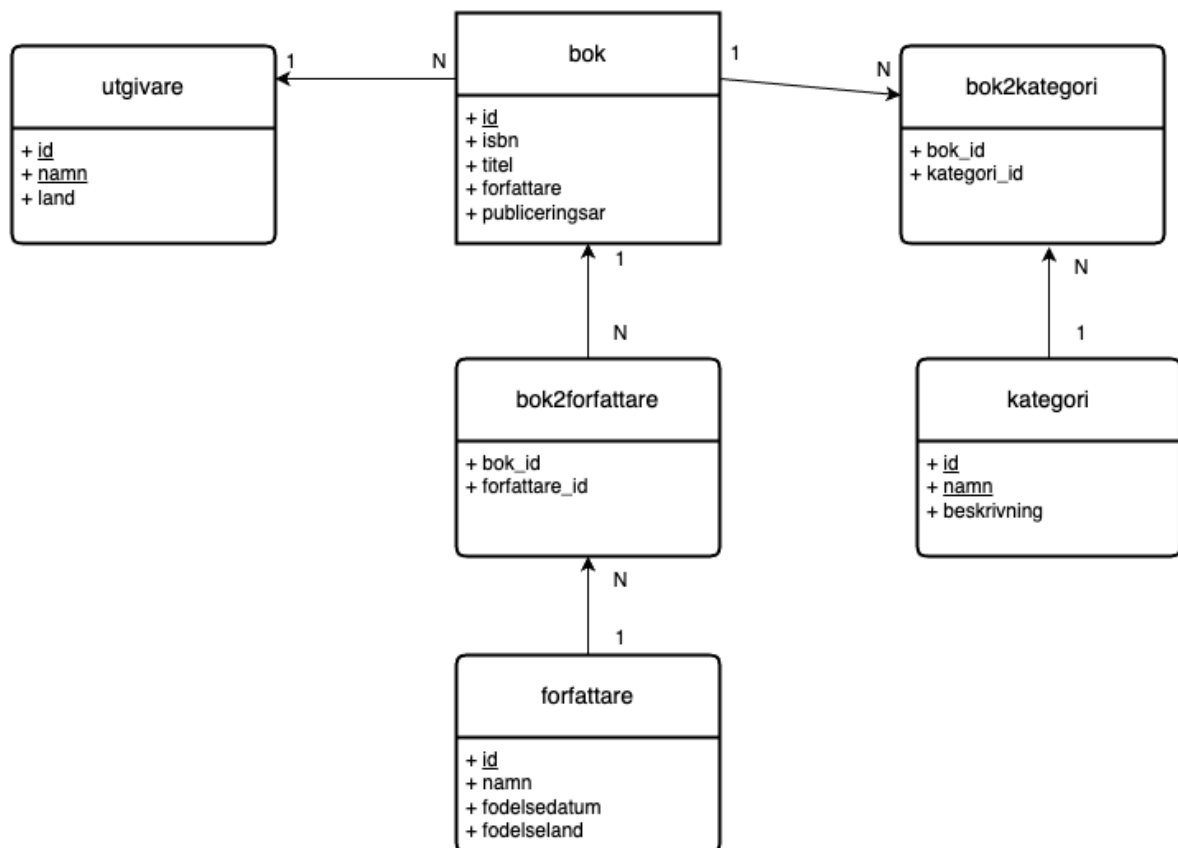 utgivare
+ id
+ namn
+ land
1
N
bok
+ id
+ isbn
+ titel
+ forfattare
+ publiceringsar
1
N
bok2kategori
+ bok_id
+ kategori_id
1
N
N
1
bok2forfattare
+ bok_id
+ forfattare_id
kategori
+ id
+ namn
+ beskrivning
N
1
forfattare
+ id
+ namn
+ fodelsedatum
+ fodelseland